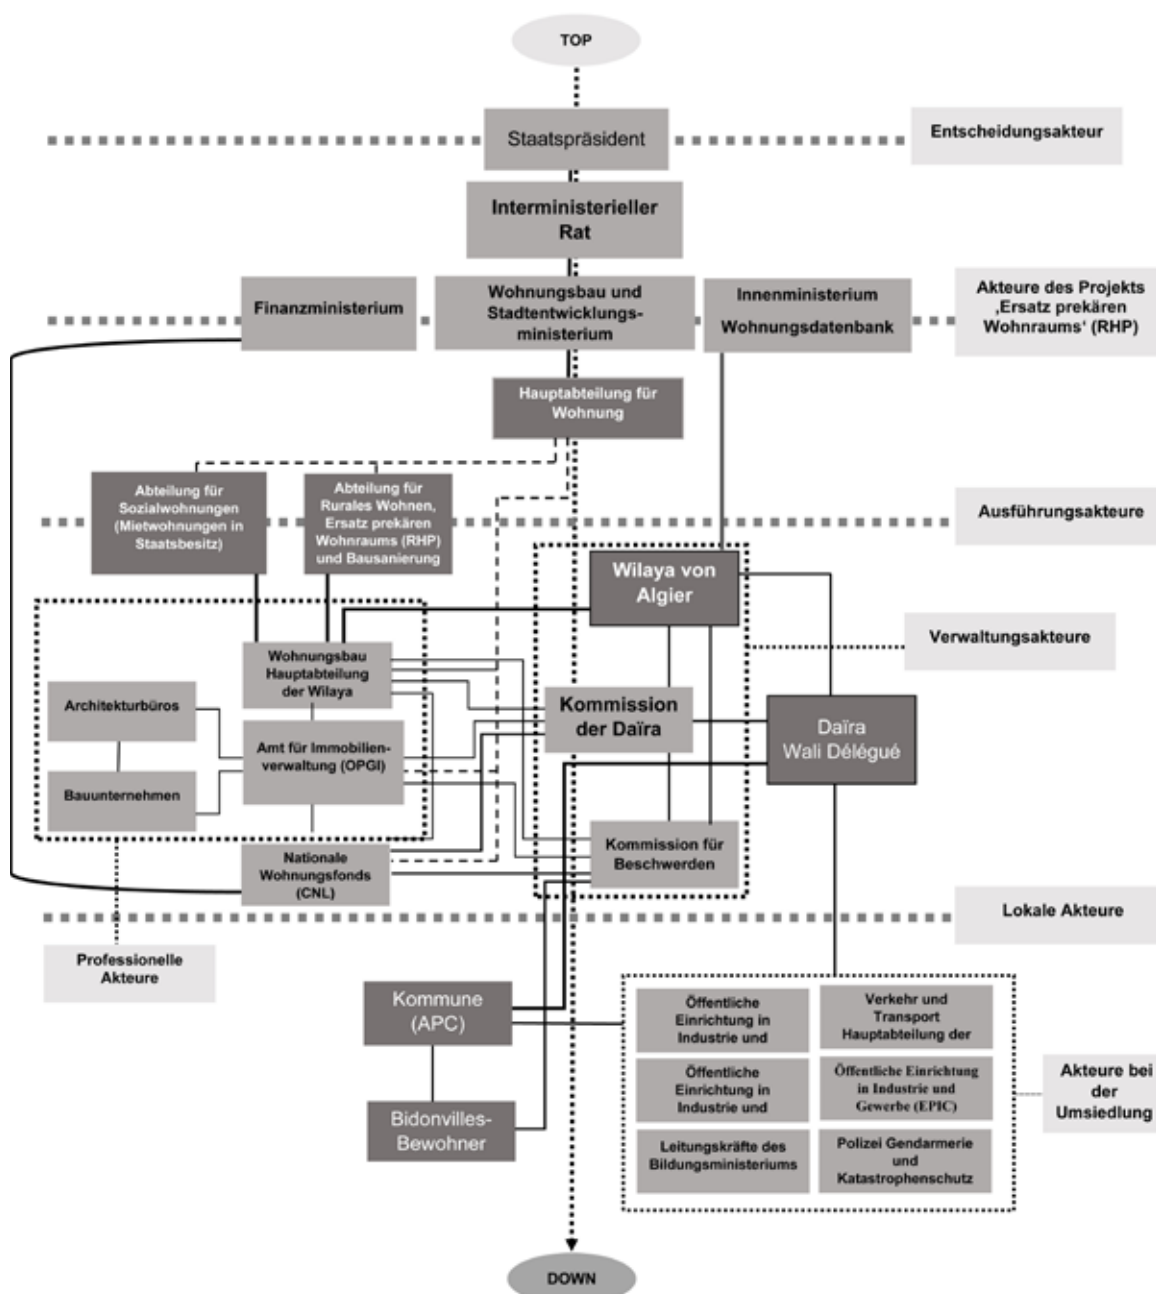 TOP
Staatspräsident
Entscheidungsakteur
Interministerieller
Rat
Finanzministerium
Wohnungsbau und
Stadtentwicklungs-
ministerium
Innenministerium
Wohnungsdatenbank
Akteure des Projekts
‚Ersatz prekären
Wohnraums‘ (RHP)
Hauptabteilung für
Wohnung
Abteilung für
Sozialwohnungen
(Mietwohnungen in
Staatsbesitz)
Abteilung für
Rurales Wohnen,
Ersatz prekären
Wohnraums (RHP)
und Bausanierung
Ausführungsakteure
Wilaya von
Algier
Verwaltungsakteure
Wohnungsbau
Hauptabteilung
der Wilaya
Architekturbüros
Kommission
der Daïra
Daïra
Wali Délégué
Amt für Immobilien-
verwaltung (OPGI)
Bauunternehmen
Nationale
Wohnungsfonds
(CNL)
Kommission für
Beschwerden
Lokale Akteure
Professionelle
Akteure
Kommune
(APC)
Öffentliche
Einrichtung in
Industrie und
Verkehr und
Transport
Hauptabteilung der
Öffentliche
Einrichtung in
Industrie und
Öffentliche Einrichtung
in Industrie und
Gewerbe (EPIC)
Akteure bei
der
Umsiedlung
Bidonvilles-
Bewohner
Leitungskräfte des
Bildungsministeriums
Polizei Gendarmerie
und
Katastrophenschutz
DOWN